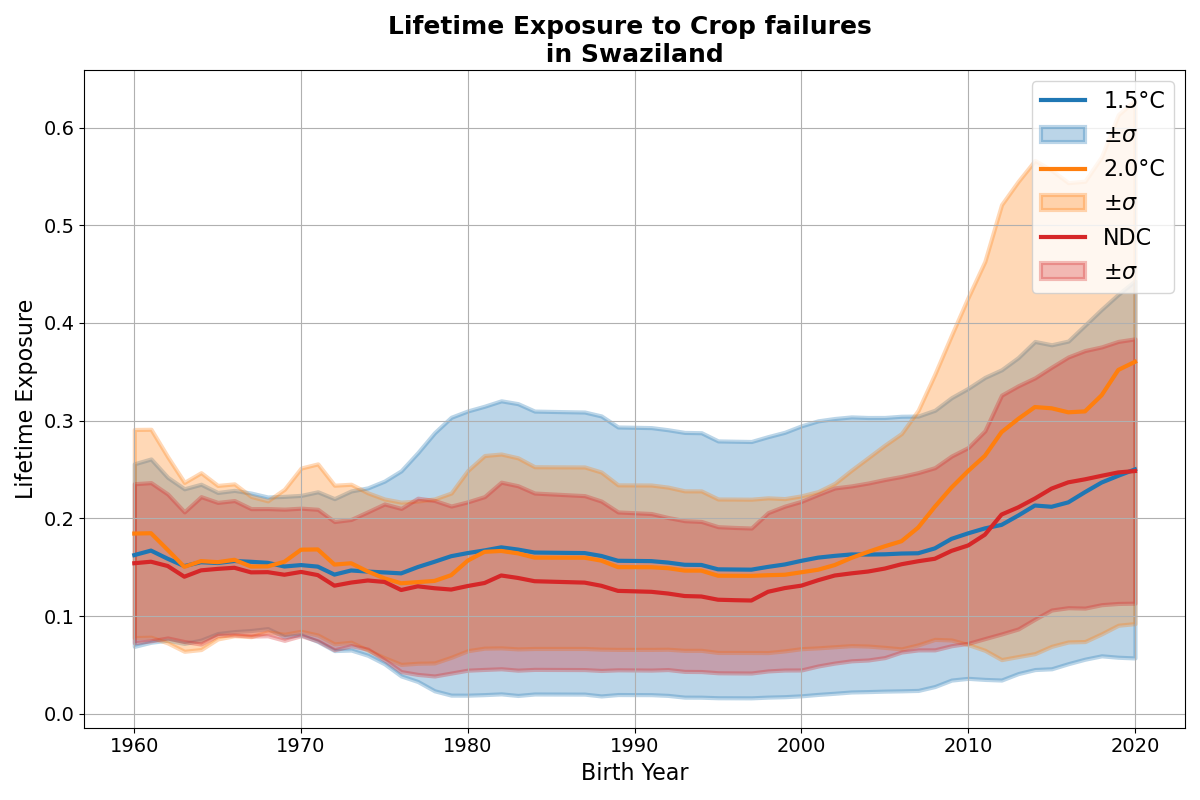 Lifetime Exposure to Crop failures
in Swaziland
Lifetime Exposure
0.6
0.5
0.4
0.3
0.2
0.1
0.0
1960 1970 1980 1990 2000 2010 2020
Birth Year
1.5°C
±σ
2.0°C
±σ
NDC
±σ